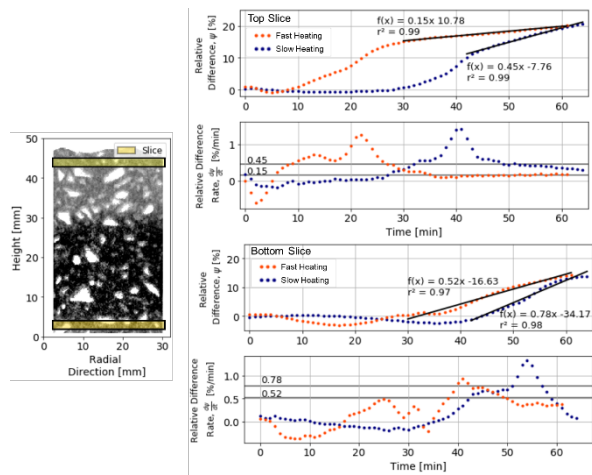 Top Slice
f(x) = 0.15x 10.78
r² = 0.99
Fast Heating
Slow Heating
f(x) = 0.45x -7.76
r² = 0.99
Relative
Difference, ψ [%]
20
10
0
0 10 20 30 40 50 60
Relative Difference
Rate, dψ/dt [%/min]
1
0
0.45
0.15
0 10 20 30 40 50 60
Time [min]
Slice
Height [mm]
50
40
30
20
10
0
0 10 20 30
Radial
Direction [mm]
Bottom Slice
Fast Heating
Slow Heating
f(x) = 0.52x -16.63
r² = 0.97
f(x) = 0.78x -34.17
r² = 0.98
Relative
Difference, ψ [%]
20
10
0
0 10 20 30 40 50 60
Relative Difference
Rate, dψ/dt [%/min]
1.0
0.5
0.0
0.78
0.52
0 10 20 30 40 50 60
Time [min]